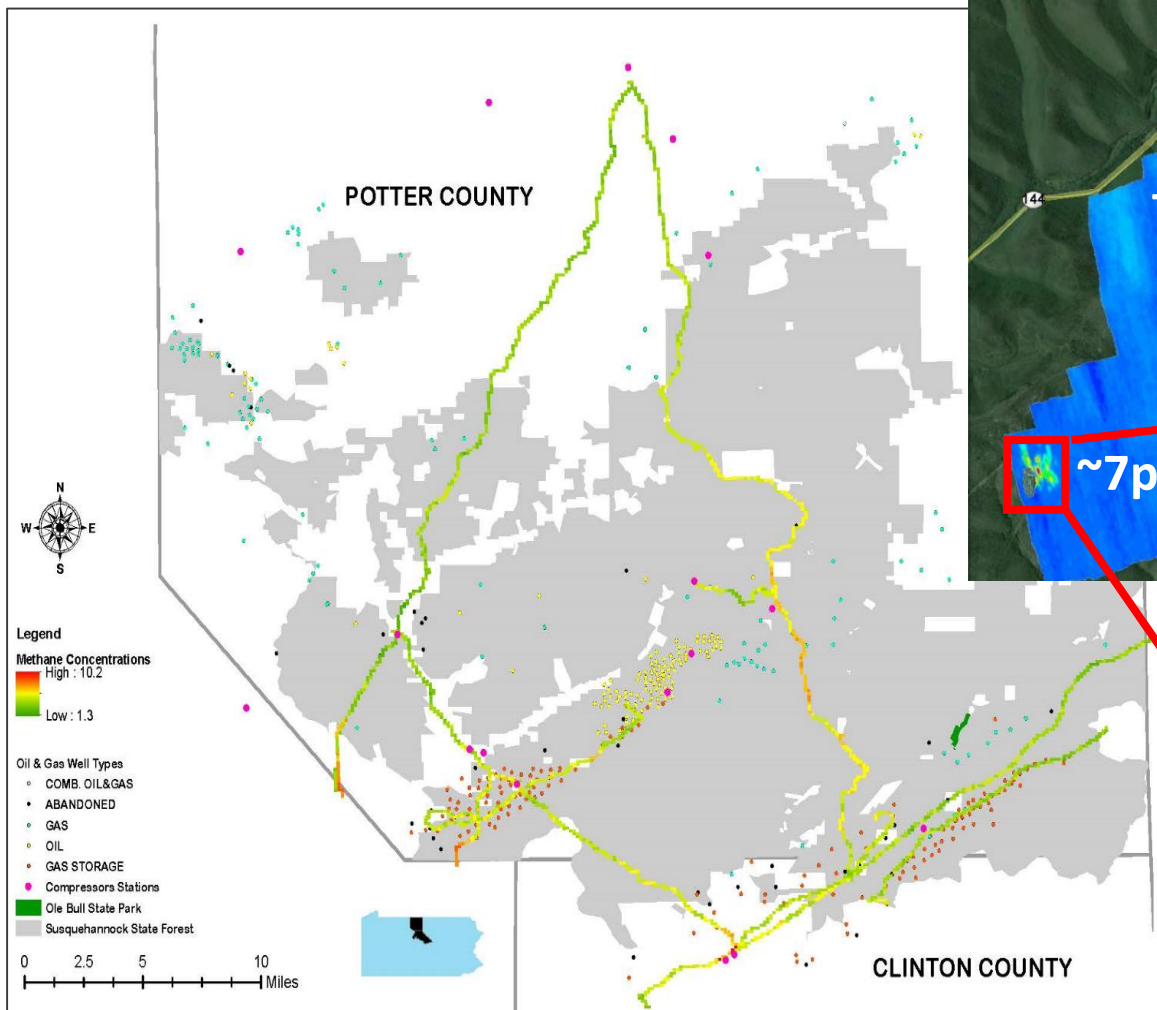 POTTER COUNTY
144
~7p
N
W E
S
Legend
Methane Concentrations
High : 10.2
Low : 1.3
Oil & Gas Well Types
COMB. OIL&GAS
ABANDONED
GAS
OIL
GAS STORAGE
Compressors Stations
Ole Bull State Park
Susquehannock State Forest
0 2.5 5 10
Miles
CLINTON COUNTY